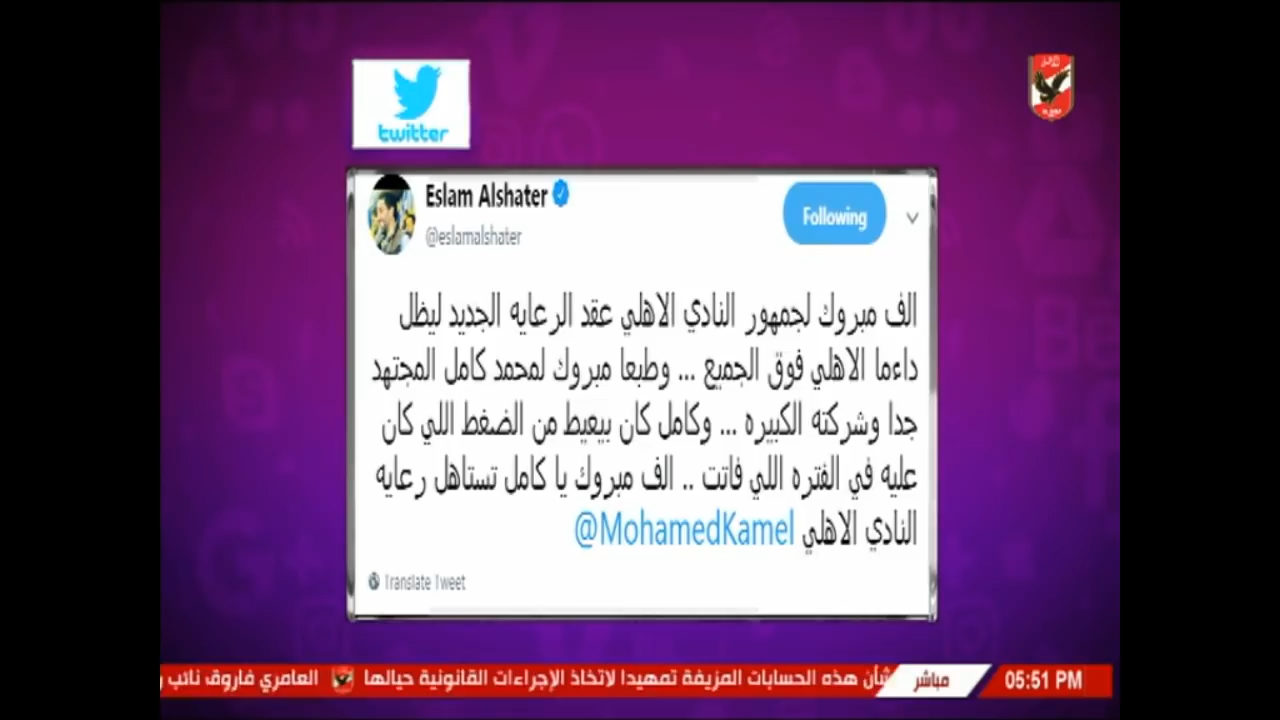 twitter
Eslam Alshater
@eslamalshater
Following
الف مبروك لجمهور النادي الاهلي عقد الرعايه الجديد ليظل
داءما الاهلي فوق الجميع ... وطبعا مبروك لمحمد كامل المجتهد
جدا وشركته الكبيره ... وكامل كان بيعيط من الضغط اللي كان
عليه في الفتره اللي فاتت .. الف مبروك يا كامل تستاهل رعايه
النادي الاهلي @MohamedKamel
Translate Tweet
05:51 PM
مباشر
شأن هذه الحسابات المزيفة تمهيدا لاتخاذ الإجراءات القانونية حيالها العامري فاروق نائب